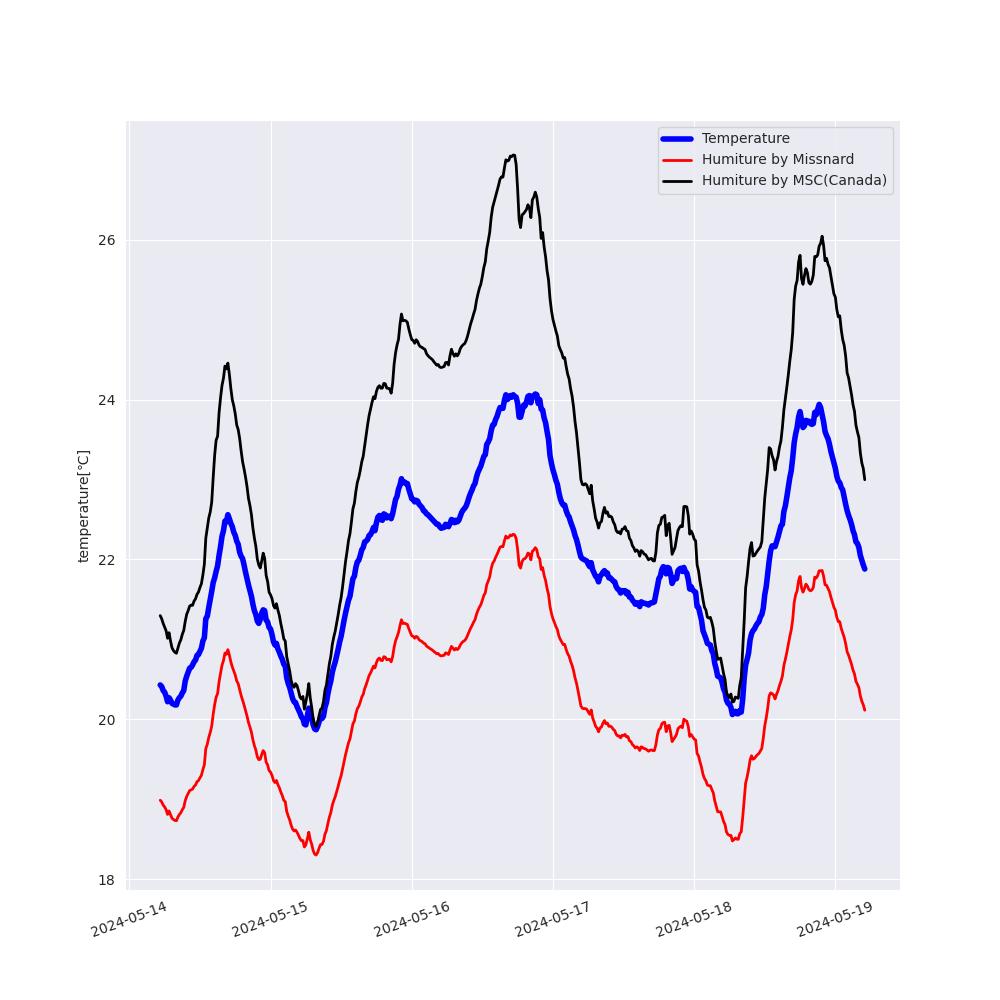 Temperature
Humiture by Missnard
Humiture by MSC(Canada)
temperature[℃]
26
24
22
20
18
2024-05-14
2024-05-15
2024-05-16
2024-05-17
2024-05-18
2024-05-19